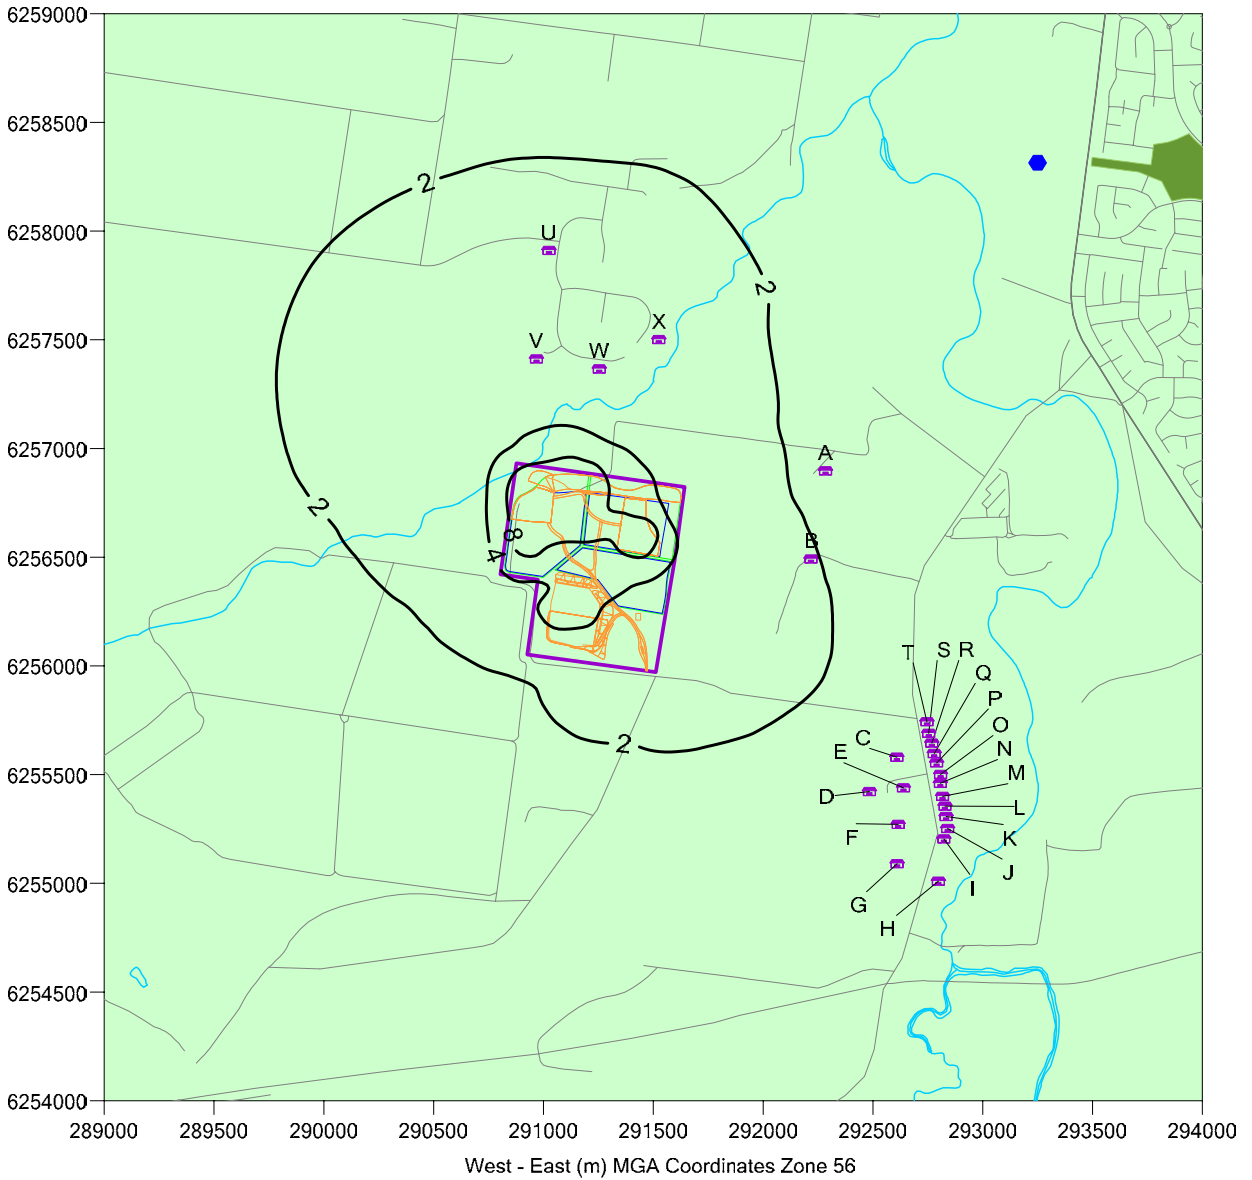 6259000
6258500
6258000
6257500
6257000
6256500
6256000
6255500
6255000
6254500
6254000
2
U
2
X
V
W
A
2
8
B
4
T
S
R
Q
P
O
C
N
2
E
M
D
L
F
K
J
I
G
H
289000
289500
290000
290500
291000
291500
292000
292500
293000
293500
294000
West - East (m) MGA Coordinates Zone 56